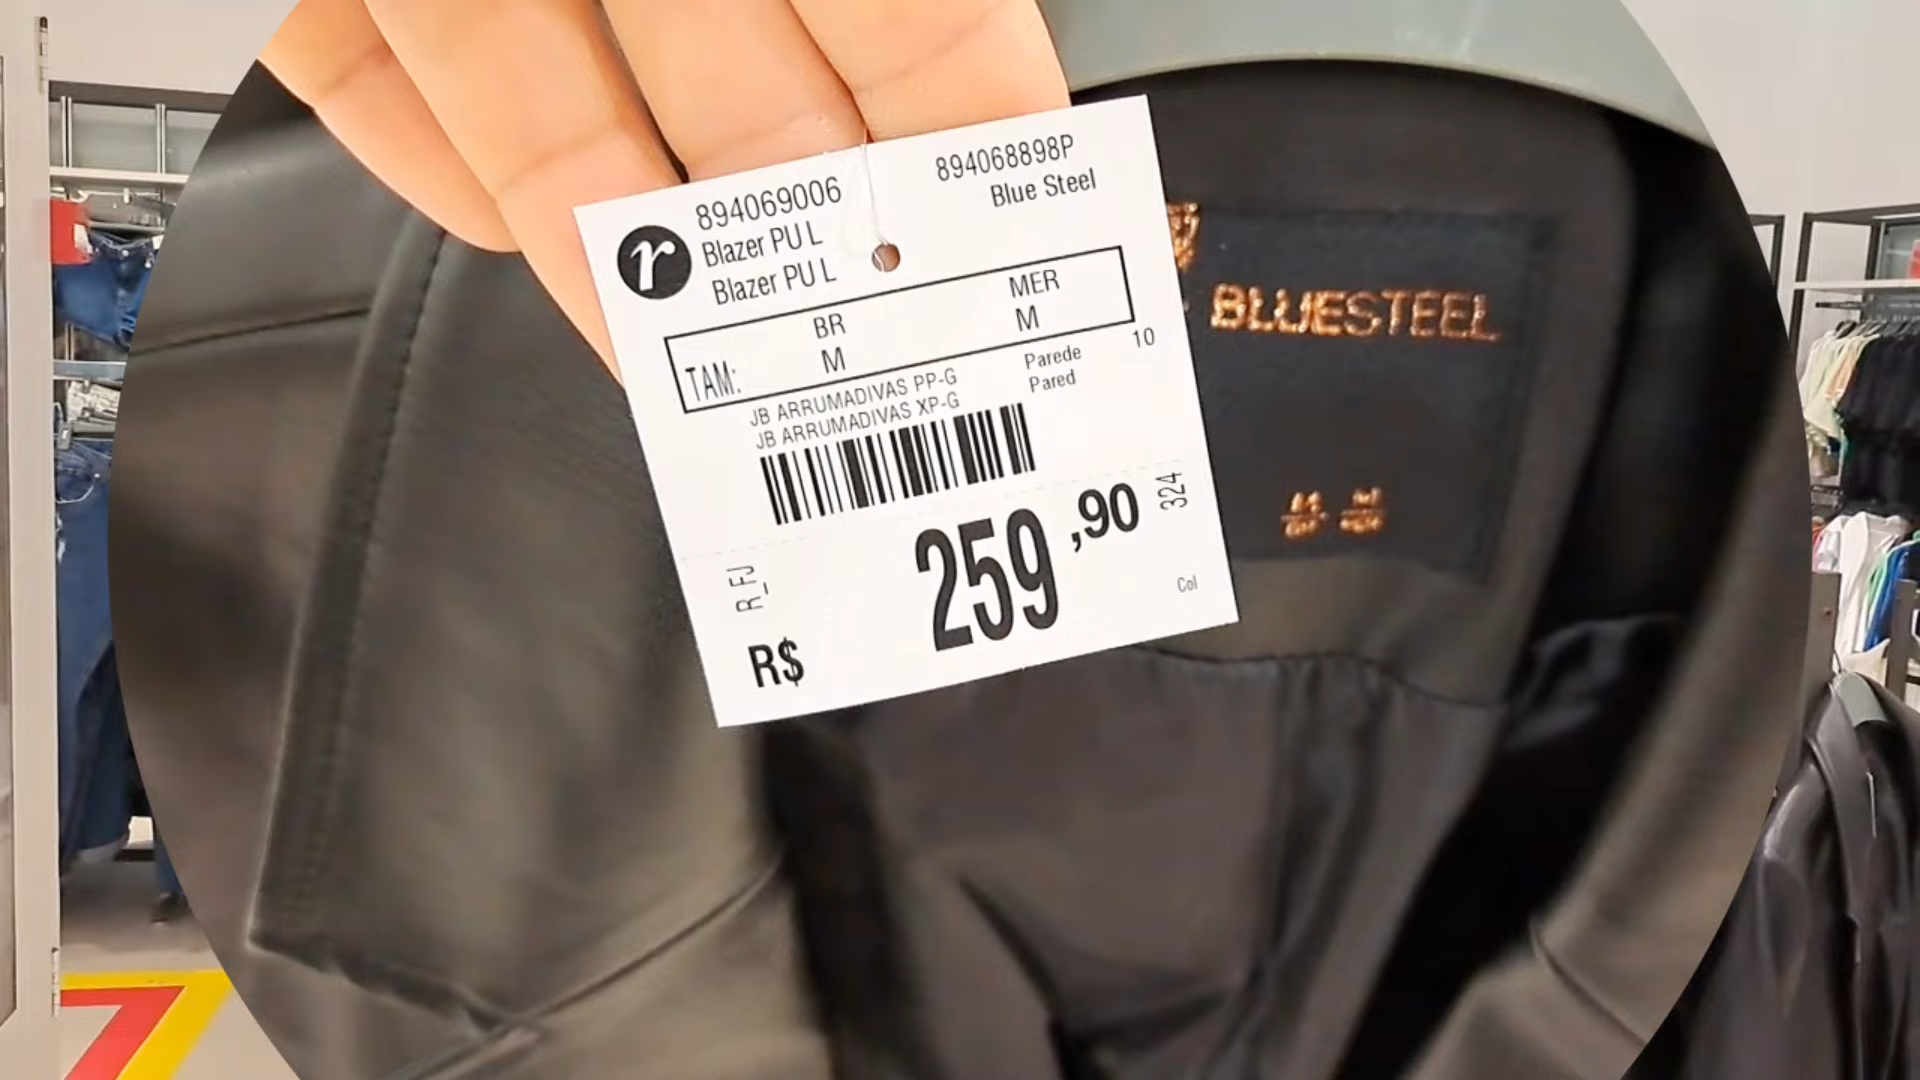 894069006
Blazer PU L
Blazer PU L
894068898P
Blue Steel
r
BR
MER
TAM:
M
M
JB ARRUMADIVAS PP-G
JB ARRUMADIVAS XP-G
Parede
Pared
10
324
R_FJ
R$ 259,90
Col
BLUESTEEL